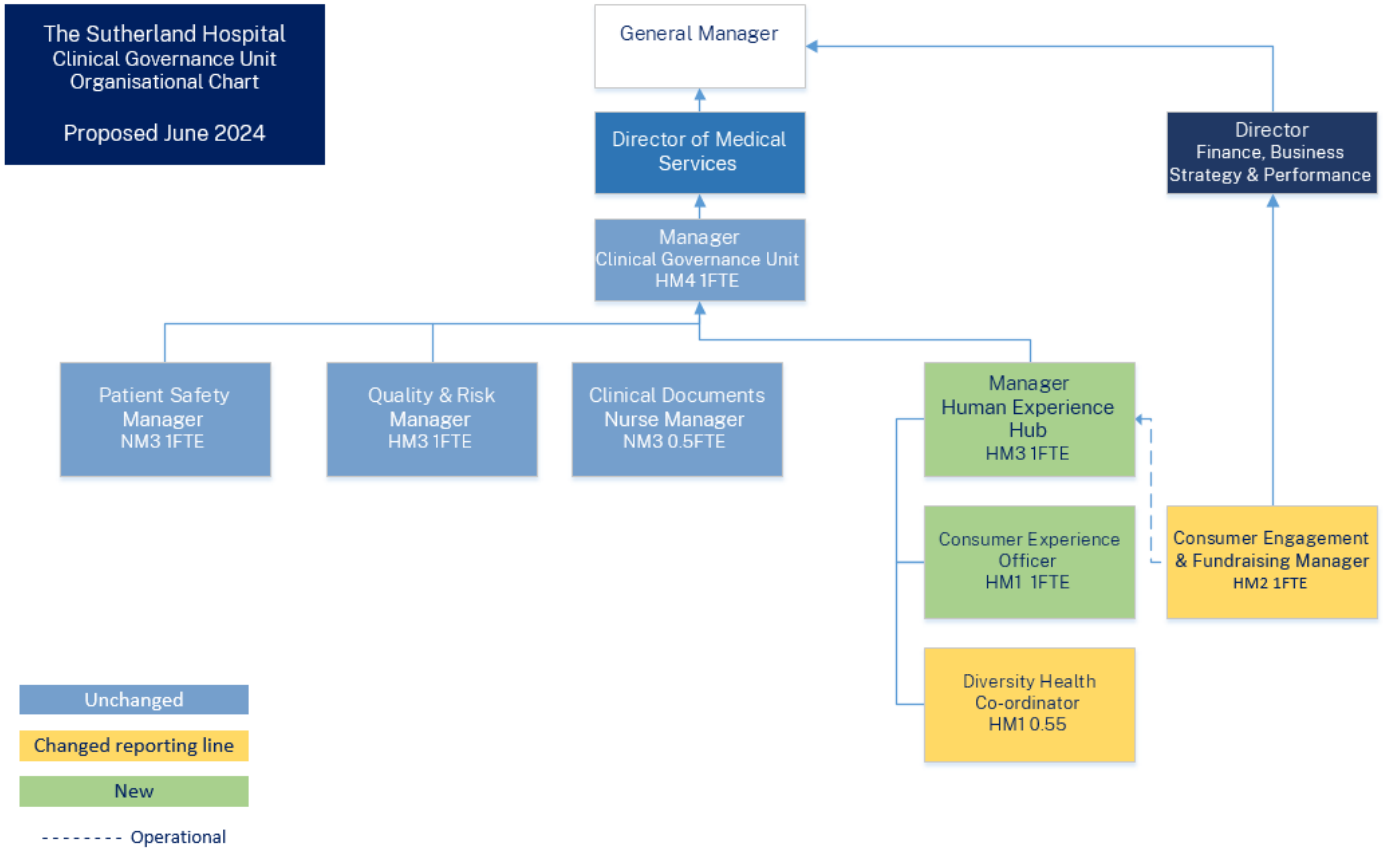 The Sutherland Hospital
Clinical Governance Unit
Organisational Chart
Proposed June 2024
General Manager
Director of Medical
Services
Director
Finance, Business
Strategy & Performance
Manager
Clinical Governance Unit
HM4 1FTE
Patient Safety
Manager
NM3 1FTE
Quality & Risk
Manager
HM3 1FTE
Clinical Documents
Nurse Manager
NM3 0.5FTE
Manager
Human Experience
Hub
HM3 1FTE
Consumer Experience
Officer
HM1 1FTE
Consumer Engagement
& Fundraising Manager
HM2 1FTE
Diversity Health
Co-ordinator
HM1 0.55
Unchanged
Changed reporting line
New
-------- Operational